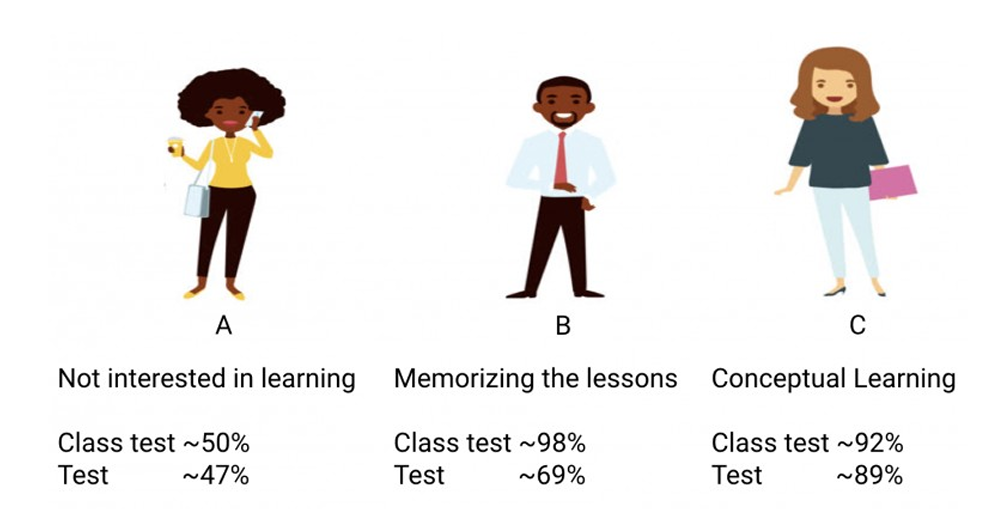 A
B
C
Not interested in learning
Memorizing the lessons
Conceptual Learning
Class test ~50%
Test ~47%
Class test ~98%
Test ~69%
Class test ~92%
Test ~89%